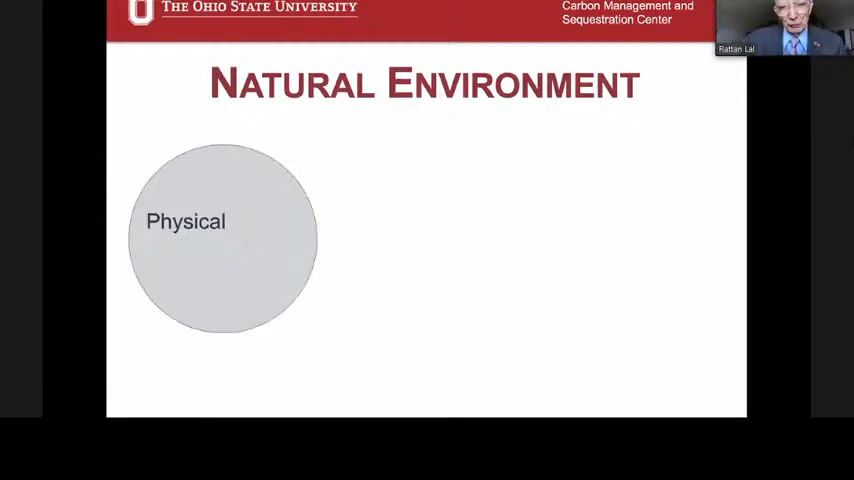 THE OHIO STATE UNIVERSITY
Carbon Management and
Sequestration Center
Rattan Lal
NATURAL ENVIRONMENT
Physical